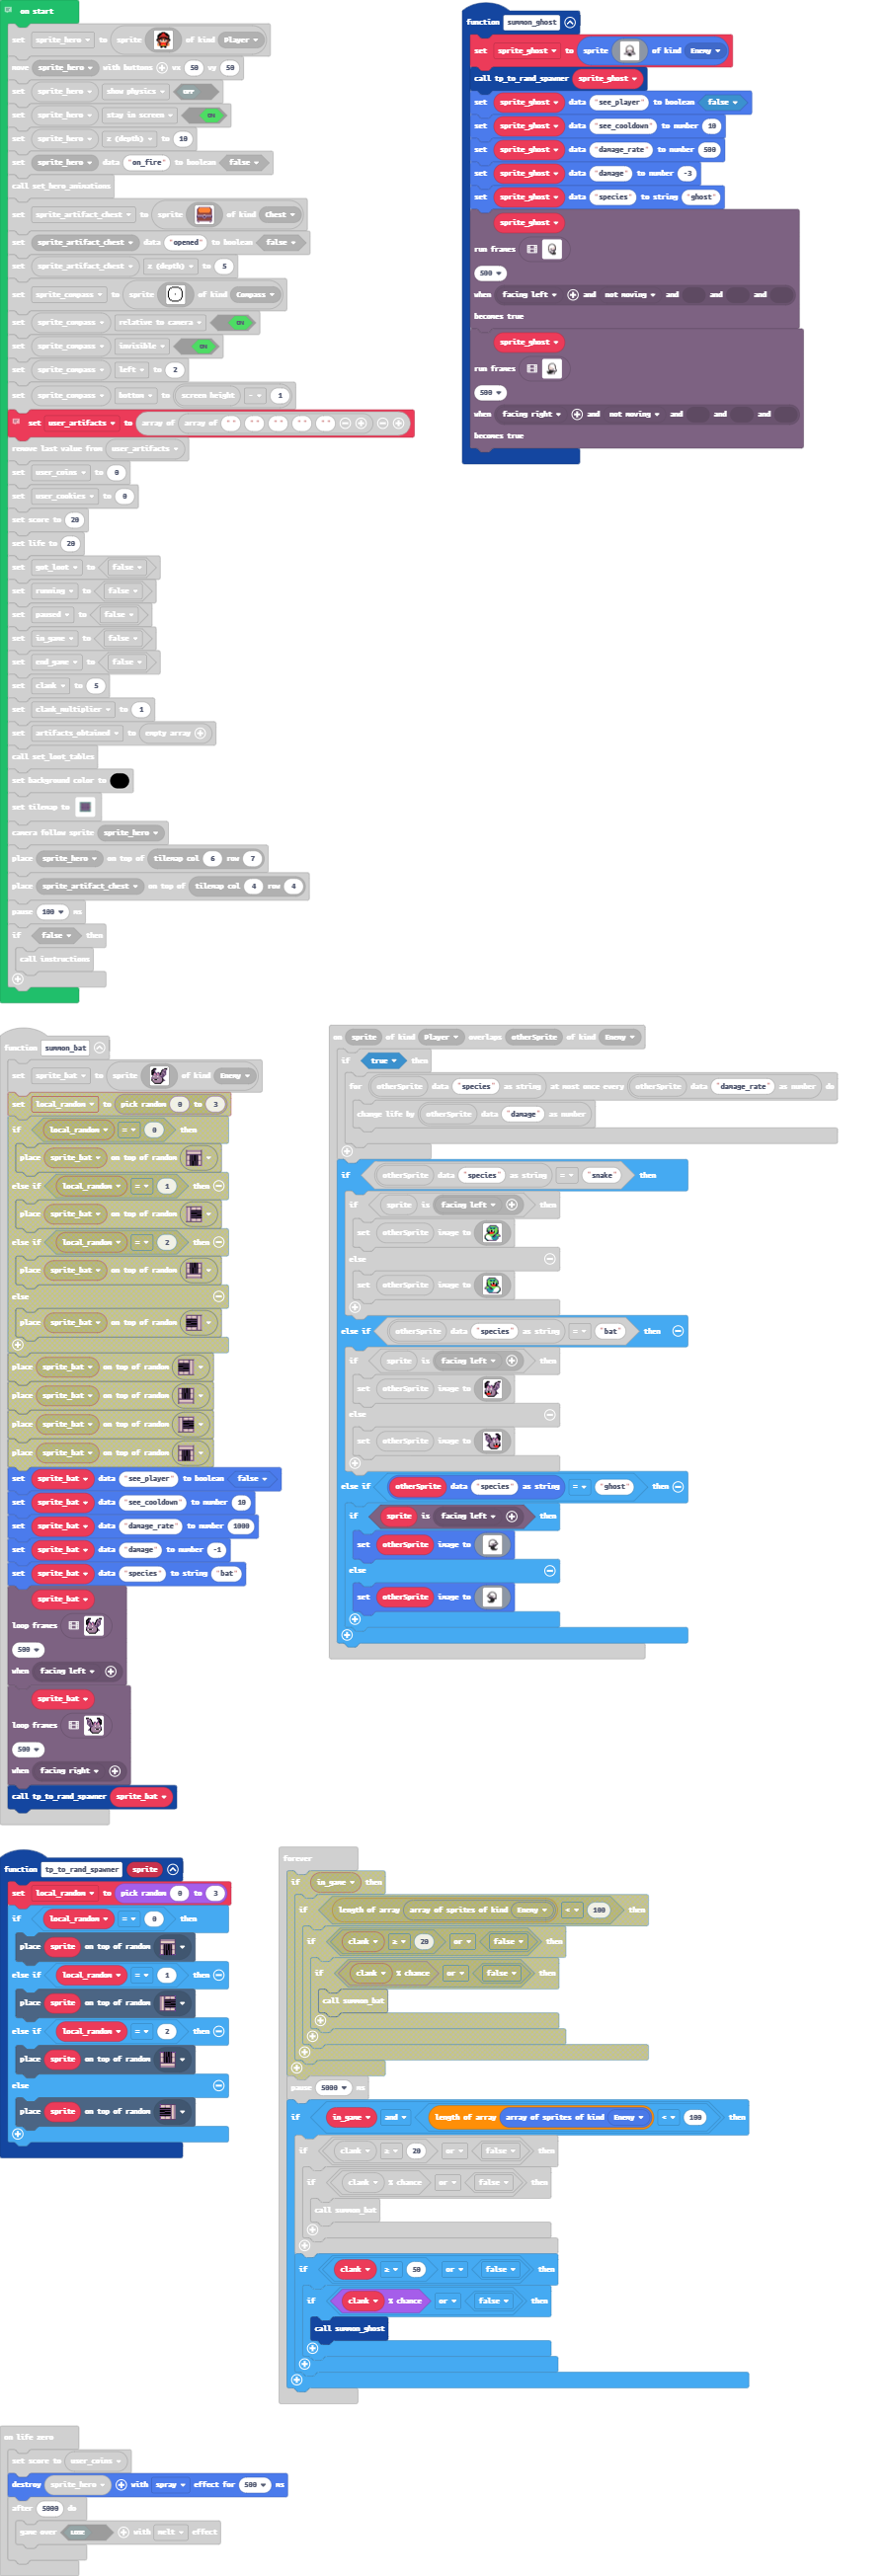 on start
set sprite_hero to sprite of kind Player
move sprite_hero with buttons vx 50 vy 50
set sprite_hero show physics OFF
set sprite_hero stay in screen ON
set sprite_hero z (depth) to 10
set sprite_hero data "on_fire" to boolean false
call set_hero_animations
set sprite_artifact_chest to sprite of kind Chest
set sprite_artifact_chest data "opened" to boolean false
set sprite_artifact_chest z (depth) to 5
set sprite_compass to sprite of kind Compass
set sprite_compass relative to camera ON
set sprite_compass invisible ON
set sprite_compass left to 2
set sprite_compass bottom to screen height - 1
set user_artifacts to array of array of "" "" "" "" ""
remove last value from user_artifacts
set user_coins to 0
set user_cookies to 0
set score to 20
set life to 20
set got_loot to false
set running to false
set paused to false
set in_game to false
set end_game to false
set clank to 5
set clank_multiplier to 1
set artifacts_obtained to empty array
call set_loot_tables
set background color to
set tilemap to
camera follow sprite sprite_hero
place sprite_hero on top of tilemap col 6 row 7
place sprite_artifact_chest on top of tilemap col 4 row 4
pause 100 ms
if false then
call instructions
function summon_ghost
set sprite_ghost to sprite of kind Enemy
call tp_to_rand_spawner sprite_ghost
set sprite_ghost data "see_player" to boolean false
set sprite_ghost data "see_cooldown" to number 10
set sprite_ghost data "damage_rate" to number 500
set sprite_ghost data "damage" to number -3
set sprite_ghost data "species" to string "ghost"
sprite_ghost
run frames
500
when facing left and not moving and and and
becomes true
sprite_ghost
run frames
500
when facing right and not moving and and and
becomes true
function summon_bat
set sprite_bat to sprite of kind Enemy
set local_random to pick random 0 to 3
if local_random = 0 then
place sprite_bat on top of random
else if local_random = 1 then
place sprite_bat on top of random
else if local_random = 2 then
place sprite_bat on top of random
else
place sprite_bat on top of random
place sprite_bat on top of random
place sprite_bat on top of random
place sprite_bat on top of random
place sprite_bat on top of random
set sprite_bat data "see_player" to boolean false
set sprite_bat data "see_cooldown" to number 10
set sprite_bat data "damage_rate" to number 1000
set sprite_bat data "damage" to number -1
set sprite_bat data "species" to string "bat"
sprite_bat
loop frames
500
when facing left
sprite_bat
loop frames
500
when facing right
call tp_to_rand_spawner sprite_bat
on sprite of kind Player overlaps otherSprite of kind Enemy
if true then
for otherSprite data "species" as string at most once every otherSprite data "damage_rate" as number do
change life by otherSprite data "damage" as number
if otherSprite data "species" as string = "snake" then
if sprite is facing left then
set otherSprite image to
else
set otherSprite image to
else if otherSprite data "species" as string = "bat" then
if sprite is facing left then
set otherSprite image to
else
set otherSprite image to
else if otherSprite data "species" as string = "ghost" then
if sprite is facing left then
set otherSprite image to
else
set otherSprite image to
function tp_to_rand_spawner sprite
set local_random to pick random 0 to 3
if local_random = 0 then
place sprite on top of random
else if local_random = 1 then
place sprite on top of random
else if local_random = 2 then
place sprite on top of random
else
place sprite on top of random
forever
if in_game then
if length of array array of sprites of kind Enemy < 100 then
if clank ≥ 20 or false then
if clank % chance or false then
call summon_bat
pause 5000 ms
if in_game and length of array array of sprites of kind Enemy < 100 then
if clank ≥ 20 or false then
if clank % chance or false then
call summon_bat
if clank ≥ 50 or false then
if clank % chance or false then
call summon_ghost
on life zero
set score to user_coins
destroy sprite_hero with spray effect for 500 ms
after 5000 do
game over LOSE with melt effect